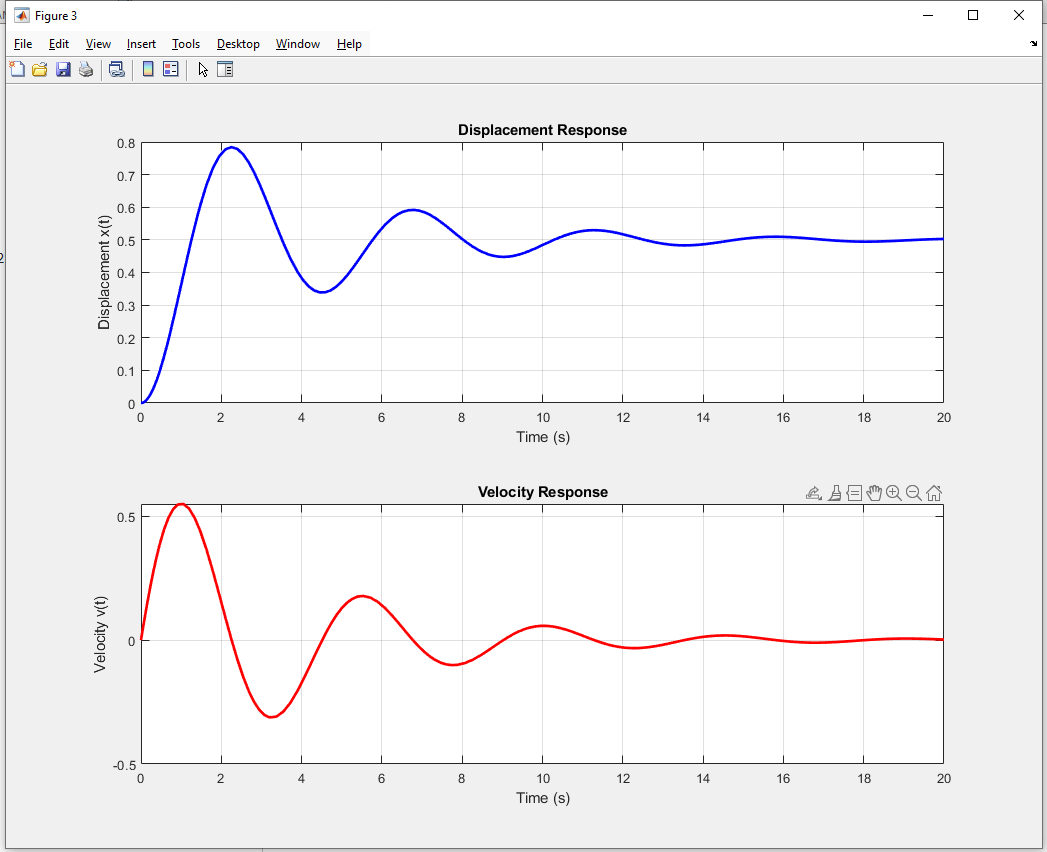 Figure 3
File Edit View Insert Tools Desktop Window Help
Displacement Response
0.8
0.7
0.6
0.5
0.4
0.3
0.2
0.1
0
Displacement x(t)
0 2 4 6 8 10 12 14 16 18 20
Time (s)
Velocity Response
0.5
0
-0.5
Velocity v(t)
0 2 4 6 8 10 12 14 16 18 20
Time (s)